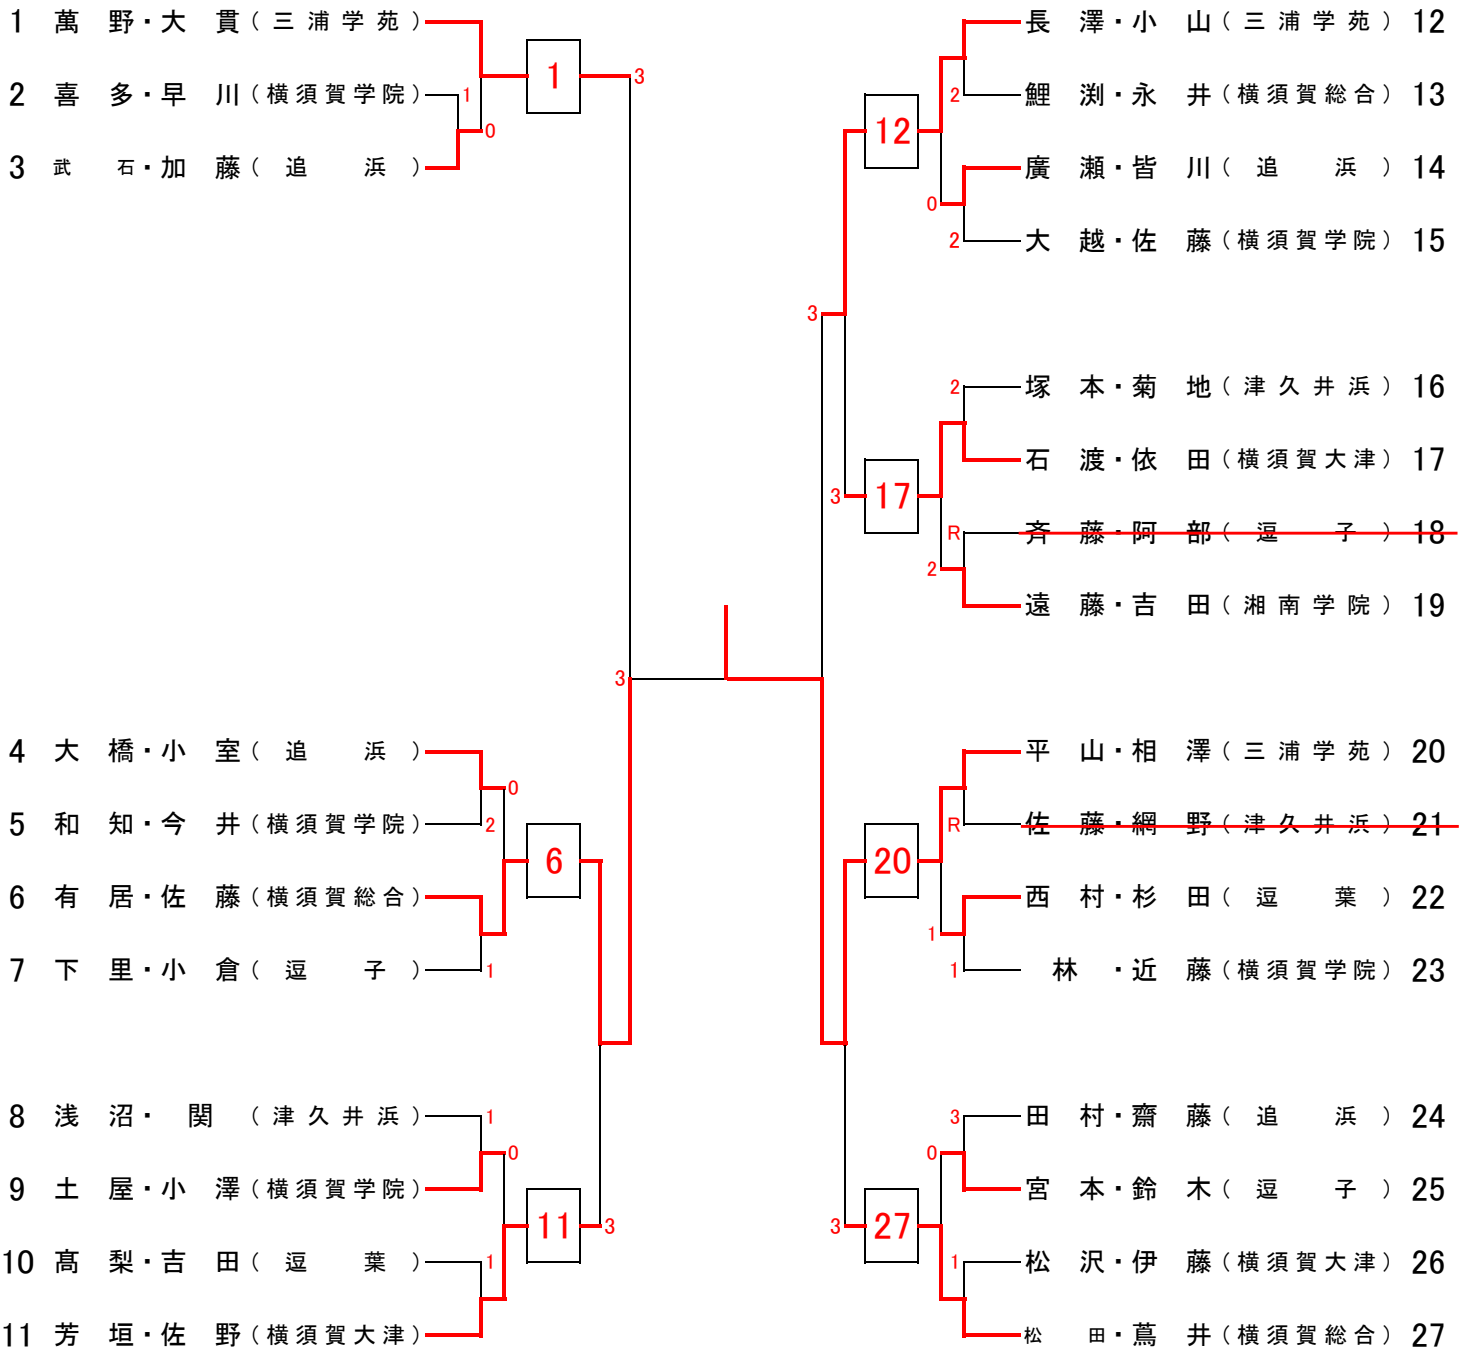 1 萬 野・大 貫（三浦学苑）
2 喜 多・早 川（横須賀学院）
3 武 石・加 藤（追 浜）
1
0
1
3
4 大 橋・小 室（追 浜）
5 和 知・今 井（横須賀学院）
6 有 居・佐 藤（横須賀総合）
7 下 里・小 倉（逗 子）
0
2
6
1
3
8 浅 沼・ 関 （津久井浜）
9 土 屋・小 澤（横須賀学院）
10 髙 梨・吉 田（逗 葉）
11 芳 垣・佐 野（横須賀大津）
1
0
11
3
1
長 澤・小 山（三浦学苑）12
鯉 渕・永 井（横須賀総合）13
廣 瀬・皆 川（追 浜）14
大 越・佐 藤（横須賀学院）15
2
12
0
2
3
塚 本・菊 地（津久井浜）16
石 渡・依 田（横須賀大津）17
斉 藤・阿 部（逗 子）18
遠 藤・吉 田（湘南学院）19
2
3
17
R
2
平 山・相 澤（三浦学苑）20
佐 藤・網 野（津久井浜）21
西 村・杉 田（逗 葉）22
林 ・近 藤（横須賀学院）23
R
20
1
1
田 村・齋 藤（追 浜）24
宮 本・鈴 木（逗 子）25
松 沢・伊 藤（横須賀大津）26
松 田・蔦 井（横須賀総合）27
3
0
3
27
1